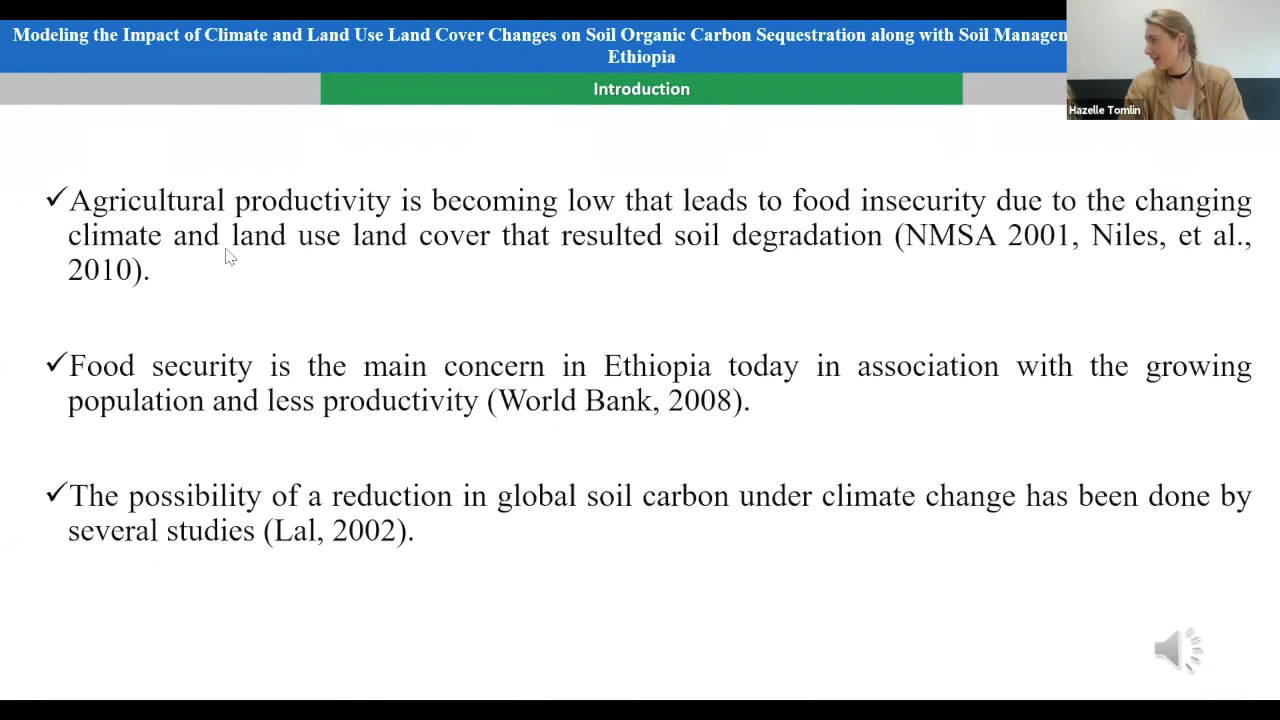 Modeling the Impact of Climate and Land Use Land Cover Changes on Soil Organic Carbon Sequestration along with Soil
Ethiopia
Introduction
Hazelle Tomlin
✓Agricultural productivity is becoming low that leads to food insecurity due to the changing
climate and land use land cover that resulted soil degradation (NMSA 2001, Niles, et al.,
2010).
✓Food security is the main concern in Ethiopia today in association with the growing
population and less productivity (World Bank, 2008).
✓The possibility of a reduction in global soil carbon under climate change has been done by
several studies (Lal, 2002).